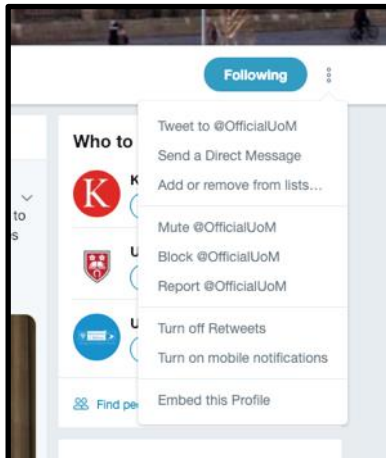 Following
Tweet to @OfficialUoM
Send a Direct Message
Add or remove from lists...
Who to
K
K
to
s
Mute @OfficialUoM
U
Block @OfficialUoM
Report @OfficialUoM
Turn off Retweets
U
Turn on mobile notifications
Find
Embed this Profile